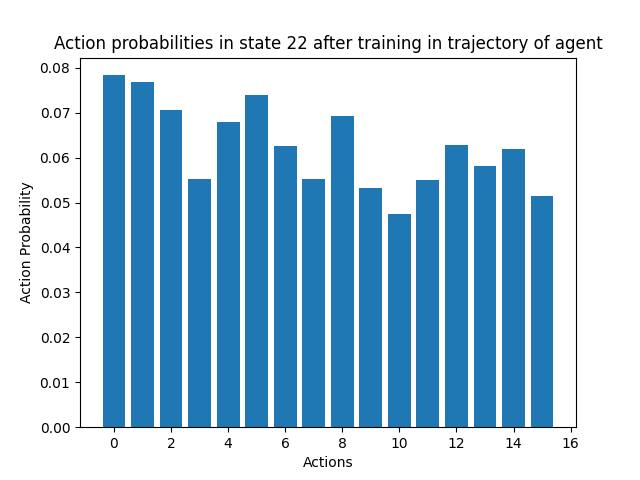 Action probabilities in state 22 after training in trajectory of agent
0.08
0.07
0.06
0.05
0.04
0.03
0.02
0.01
0.00
Action Probability
0 2 4 6 8 10 12 14 16
Actions